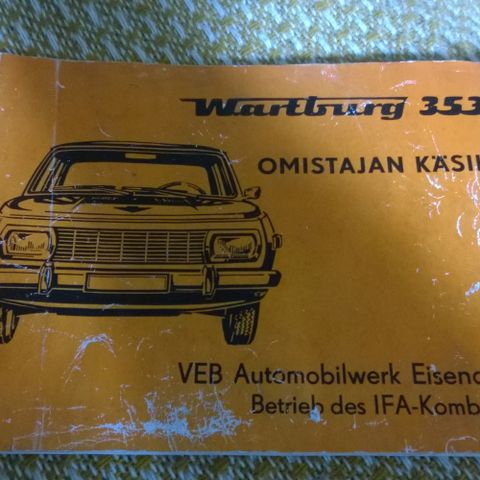 Wartburg 353
OMISTAJAN KÄSI
VEB Automobilwerk Eisena
Betrieb des IFA-Komb